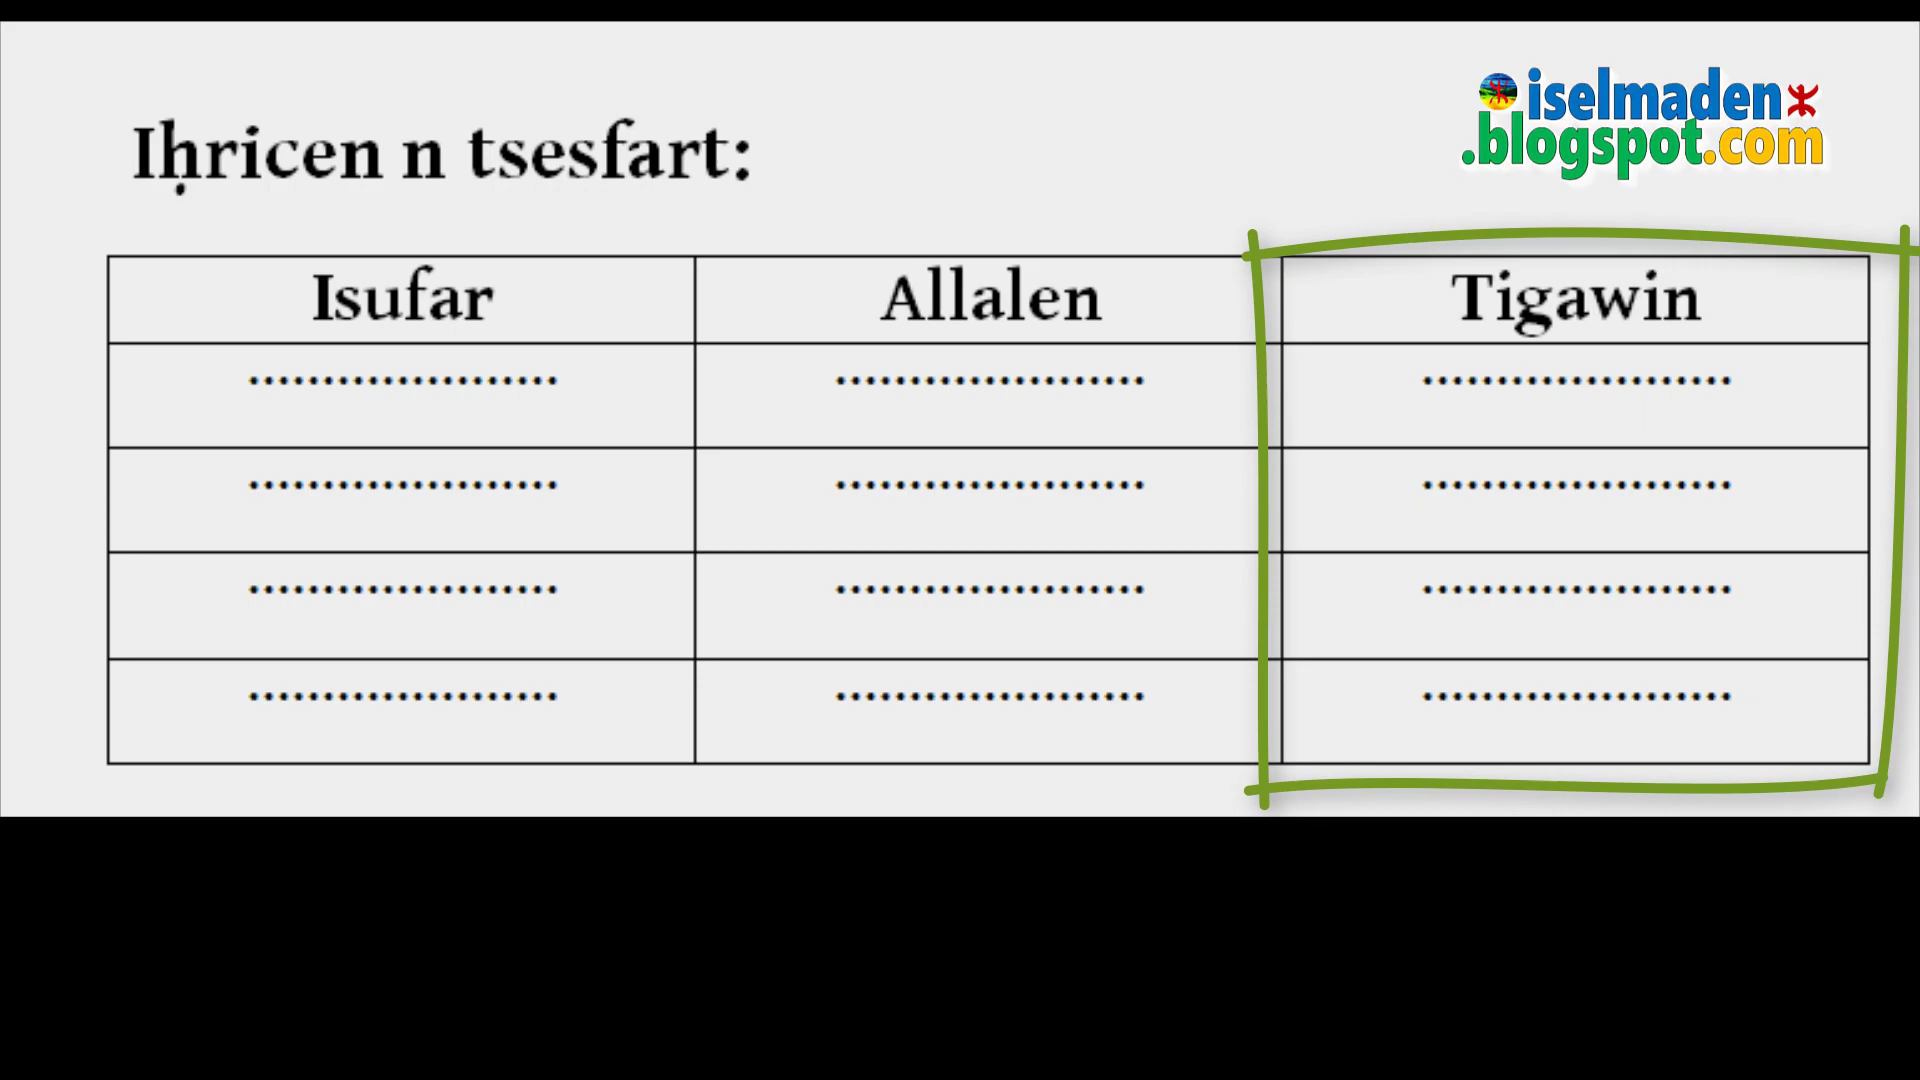 iselmaden
.blogspot.com
Iḥricen n tsesfart:
Isufar Allalen Tigawin
..................... ..................... .....................
..................... ..................... .....................
..................... ..................... .....................
..................... ..................... .....................